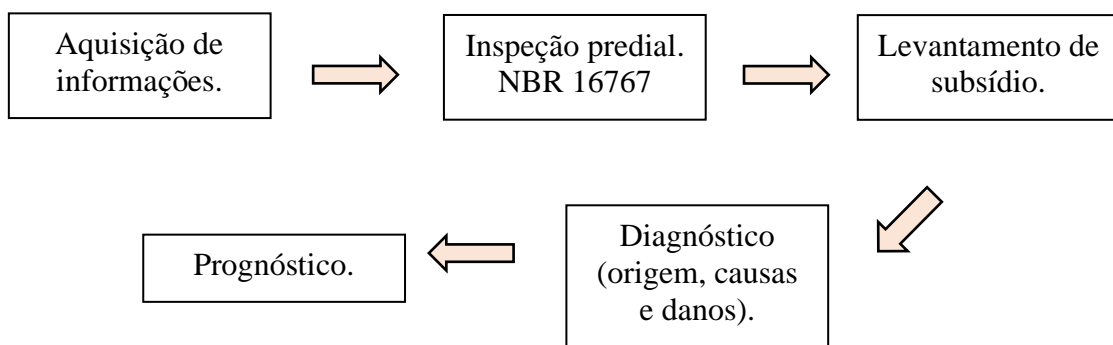 Aquisição de
informações.
Inspeção predial.
NBR 16767
Levantamento de
subsídio.
Diagnóstico
(origem, causas
e danos).
Prognóstico.